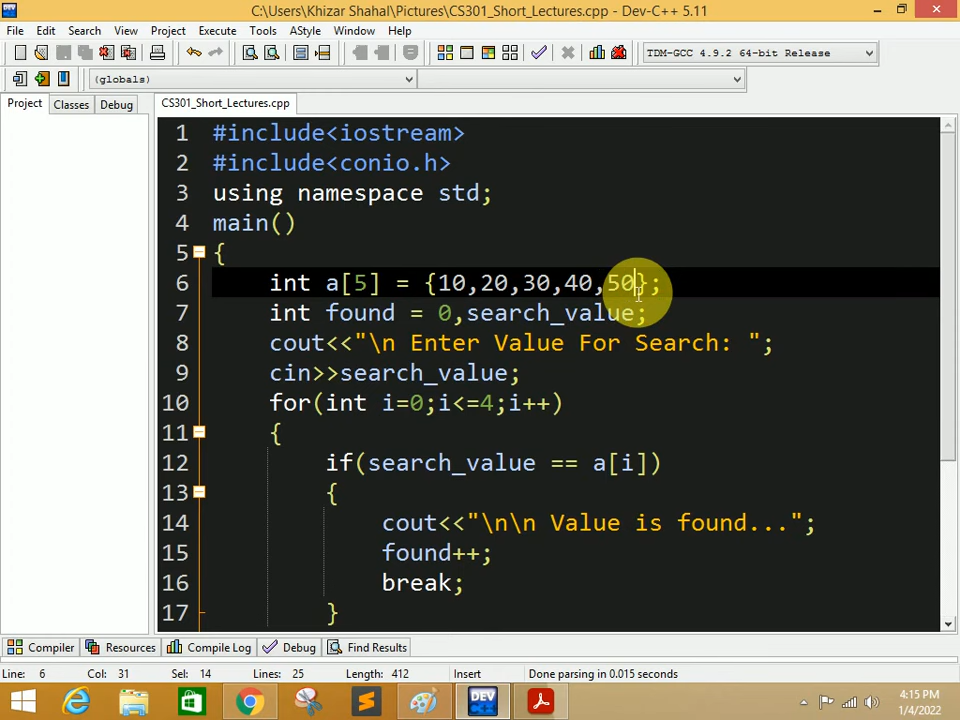 C:\Users\Khizar Shahal\Pictures\CS301_Short_Lectures.cpp - Dev-C++ 5.11
File Edit Search View Project Execute Tools AStyle Window Help
TDM-GCC 4.9.2 64-bit Release
(globals)
Project Classes Debug
CS301_Short_Lectures.cpp
1 #include<iostream>
2 #include<conio.h>
3 using namespace std;
4 main()
5 {
6 int a[5] = {10,20,30,40,50};
7 int found = 0,search_value;
8 cout<<"\n Enter Value For Search: ";
9 cin>>search_value;
10 for(int i=0;i<=4;i++)
11 {
12 if(search_value == a[i])
13 {
14 cout<<"\n\n Value is found...";
15 found++;
16 break;
17 }
Compiler Resources Compile Log Debug Find Results
Line: 6 Col: 31 Sel: 14 Lines: 25 Length: 412 Insert Done parsing in 0.015 seconds
DEV C++
4:15 PM
1/4/2022